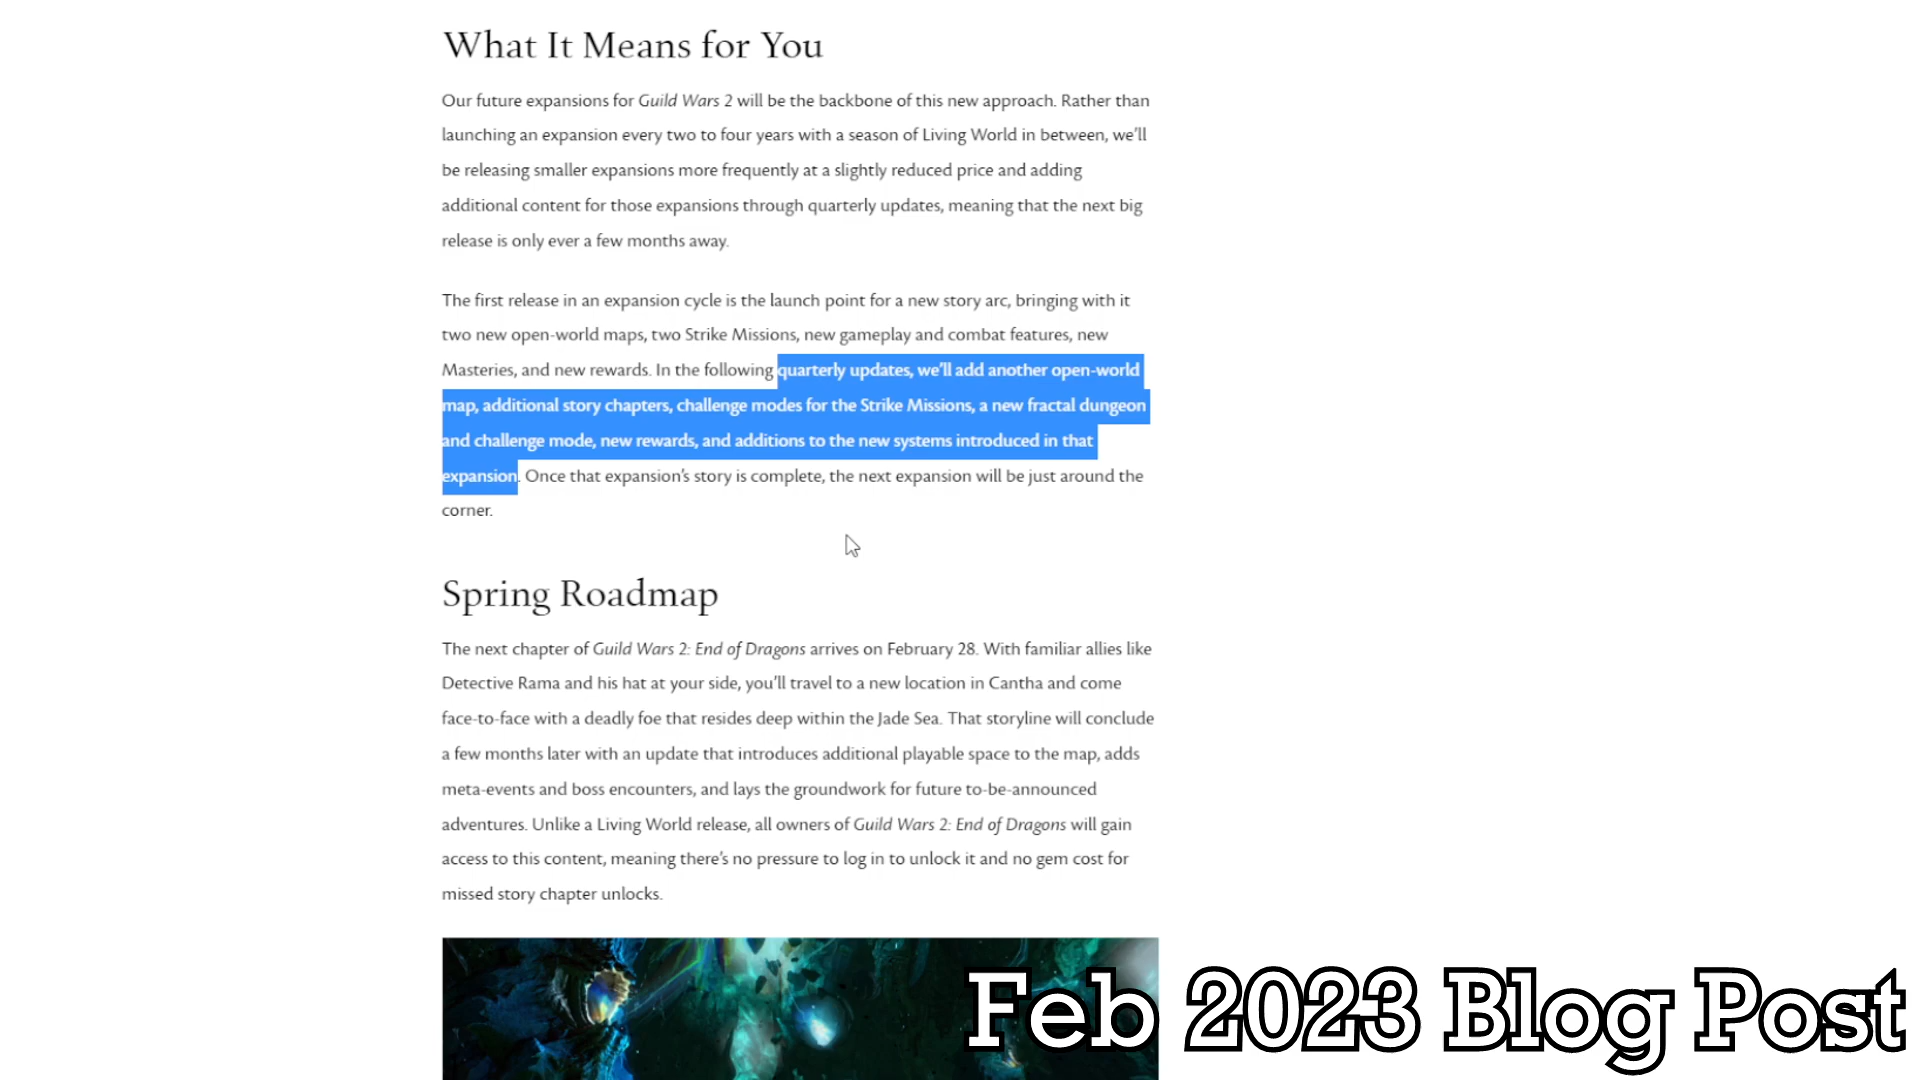 What It Means for You
Our future expansions for Guild Wars 2 will be the backbone of this new approach. Rather than
launching an expansion every two to four years with a season of Living World in between, we’ll
be releasing smaller expansions more frequently at a slightly reduced price and adding
additional content for those expansions through quarterly updates, meaning that the next big
release is only ever a few months away.
The first release in an expansion cycle is the launch point for a new story arc, bringing with it
two new open-world maps, two Strike Missions, new gameplay and combat features, new
Masteries, and new rewards. In the following quarterly updates, we’ll add another open-world
map, additional story chapters, challenge modes for the Strike Missions, a new fractal dungeon
and challenge mode, new rewards, and additions to the new systems introduced in that
expansion. Once that expansion’s story is complete, the next expansion will be just around the
corner.
Spring Roadmap
The next chapter of Guild Wars 2: End of Dragons arrives on February 28. With familiar allies like
Detective Rama and his hat at your side, you’ll travel to a new location in Cantha and come
face-to-face with a deadly foe that resides deep within the Jade Sea. That storyline will conclude
a few months later with an update that introduces additional playable space to the map, adds
meta-events and boss encounters, and lays the groundwork for future to-be-announced
adventures. Unlike a Living World release, all owners of Guild Wars 2: End of Dragons will gain
access to this content, meaning there’s no pressure to log in to unlock it and no gem cost for
missed story chapter unlocks.
Feb 2023 Blog Post